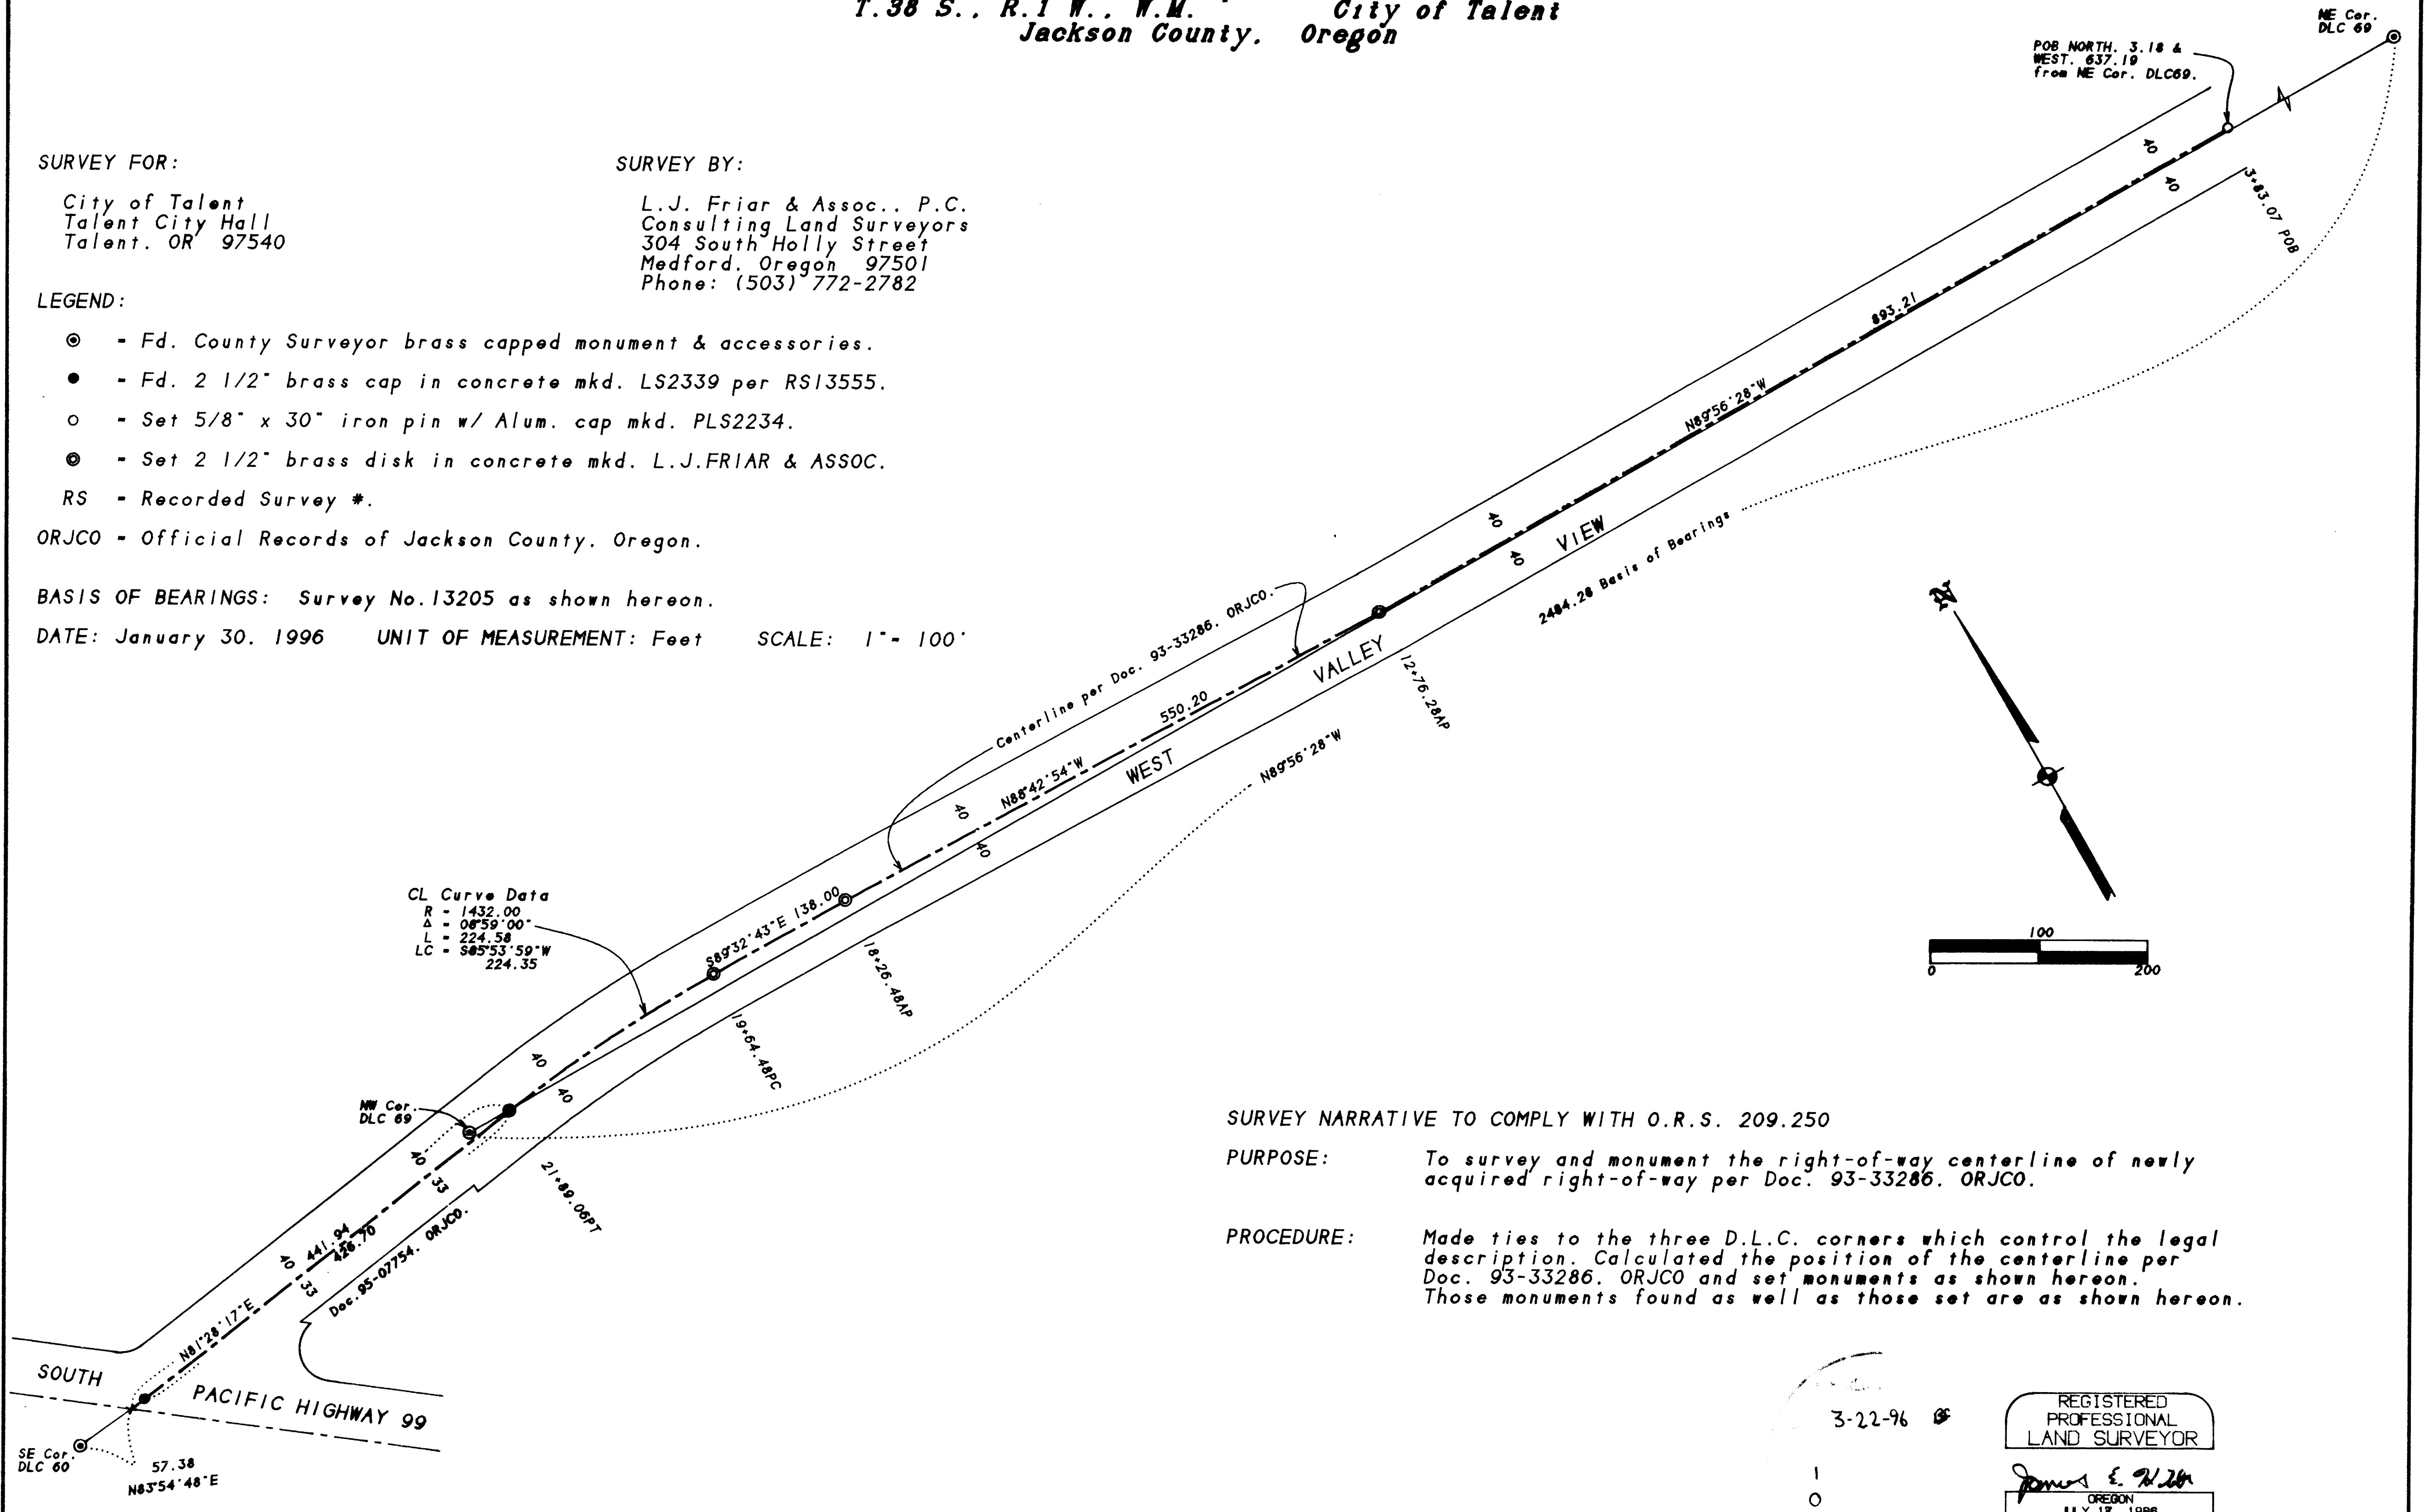 T.38 S., R.1 W., W.M. City of Talent
Jackson County, Oregon
NE Cor.
DLC 69
POB NORTH. 3.18 &
WEST. 637.19
from NE Cor. DLC69.
SURVEY FOR:
City of Talent
Talent City Hall
Talent. OR 97540
SURVEY BY:
L.J. Friar & Assoc.. P.C.
Consulting Land Surveyors
304 South Holly Street
Medford. Oregon 97501
Phone: (503) 772-2782
LEGEND:
- Fd. County Surveyor brass capped monument & accessories.
- Fd. 2 1/2" brass cap in concrete mkd. LS2339 per RS13555.
- Set 5/8" x 30" iron pin w/ Alum. cap mkd. PLS2234.
- Set 2 1/2" brass disk in concrete mkd. L.J.FRIAR & ASSOC.
RS - Recorded Survey #.
ORJCO - Official Records of Jackson County. Oregon.
BASIS OF BEARINGS: Survey No.13205 as shown hereon.
DATE: January 30. 1996 UNIT OF MEASUREMENT: Feet SCALE: 1"= 100'
40
40
3+83.07 POB
893.21
N89°56'28"W
40
40
VIEW
2484.28 Basis of Bearings
Centerline per Doc. 93-33286. ORJCO.
VALLEY
12+76.28AP
550.20
N88°42'54"W
WEST
N89°56'28"W
40
40
N
100
0
200
CL Curve Data
R = 1432.00
Δ = 08°59'00"
L = 224.58
LC = S85°53'59"W
224.35
S89°32'43"E 138.00
18+26.48AP
19+64.48PC
40
40
NW Cor.
DLC 69
40
33
21+89.06PT
441.94
426.70
40
33
Doc. 95-07754. ORJCO.
N81°28'17"E
SOUTH
PACIFIC HIGHWAY 99
SE Cor.
DLC 60
57.38
N83°54'48"E
SURVEY NARRATIVE TO COMPLY WITH O.R.S. 209.250
PURPOSE: To survey and monument the right-of-way centerline of newly
acquired right-of-way per Doc. 93-33286. ORJCO.
PROCEDURE: Made ties to the three D.L.C. corners which control the legal
description. Calculated the position of the centerline per
Doc. 93-33286. ORJCO and set monuments as shown hereon.
Those monuments found as well as those set are as shown hereon.
3-22-96
REGISTERED
PROFESSIONAL
LAND SURVEYOR
James E.
OREGON